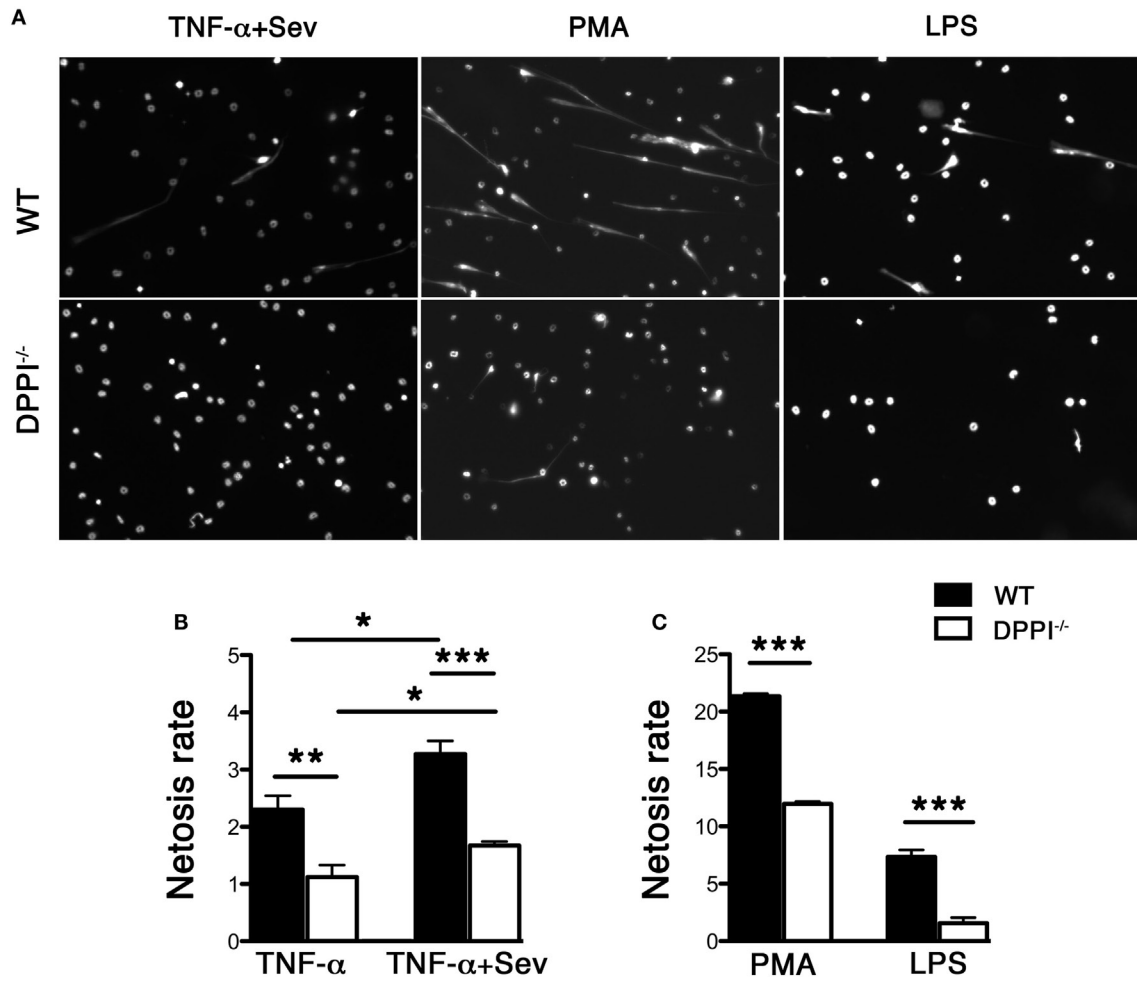 A
TNF-α+Sev PMA LPS
WT
DPPI-/-
WT
DPPI-/-
B
*
***
*
**
Netosis rate
5
4
3
2
1
0
TNF-α TNF-α+Sev
C
***
***
Netosis rate
25
20
15
10
5
0
PMA LPS